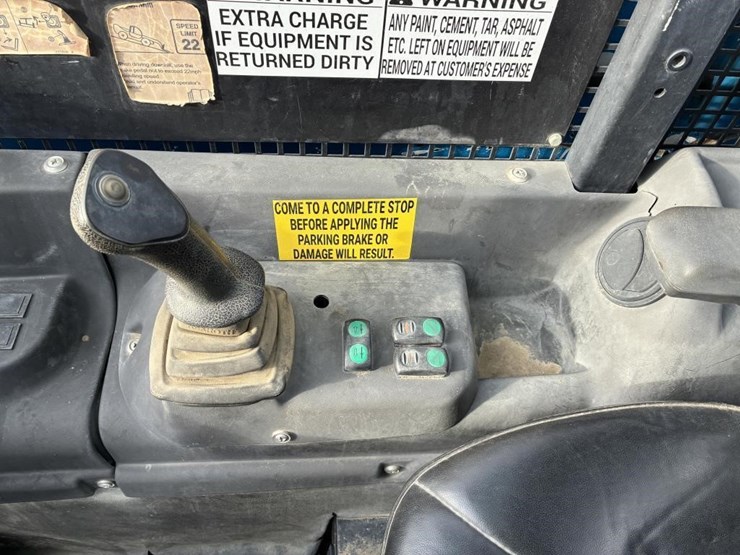 SPEED
LIMIT
22
WARNING
EXTRA CHARGE
IF EQUIPMENT IS
RETURNED DIRTY
WARNING
ANY PAINT, CEMENT, TAR, ASPHALT
ETC. LEFT ON EQUIPMENT WILL BE
REMOVED AT CUSTOMER'S EXPENSE
COME TO A COMPLETE STOP
BEFORE APPLYING THE
PARKING BRAKE OR
DAMAGE WILL RESULT.